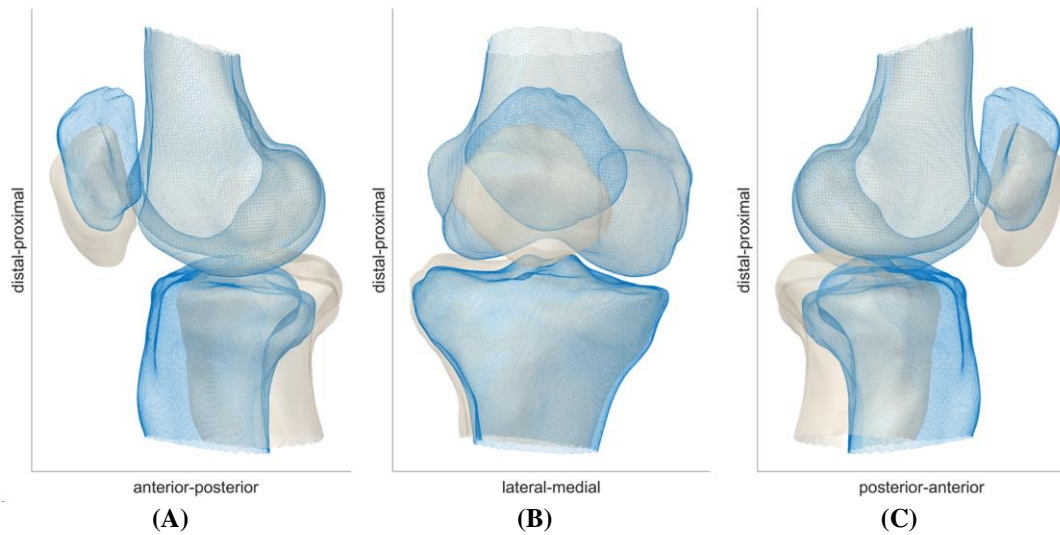 distal-proximal
anterior-posterior
(A)
distal-proximal
lateral-medial
(B)
distal-proximal
posterior-anterior
(C)